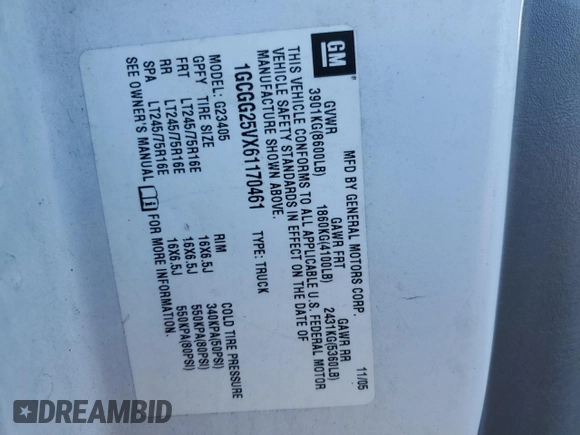 GM
MFD BY GENERAL MOTORS CORP. 11/05
GVWR GAWR FRT GAWR RR
3901KG(8600LB) 1860KG(4100LB) 2431KG(5360LB)
THIS VEHICLE CONFORMS TO ALL APPLICABLE U.S. FEDERAL MOTOR
VEHICLE SAFETY STANDARDS IN EFFECT ON THE DATE OF
MANUFACTURE SHOWN ABOVE.
1GCGG25VX61170461 TYPE: TRUCK
MODEL: G23405
GPFY TIRE SIZE RIM COLD TIRE PRESSURE
FRT LT245/75R16E 16X6.5J 340KPA(50PSI)
RR LT245/75R16E 16X6.5J 550KPA(80PSI)
SPA LT245/75R16E 16X6.5J 550KPA(80PSI)
SEE OWNER'S MANUAL FOR MORE INFORMATION.
DREAMBID